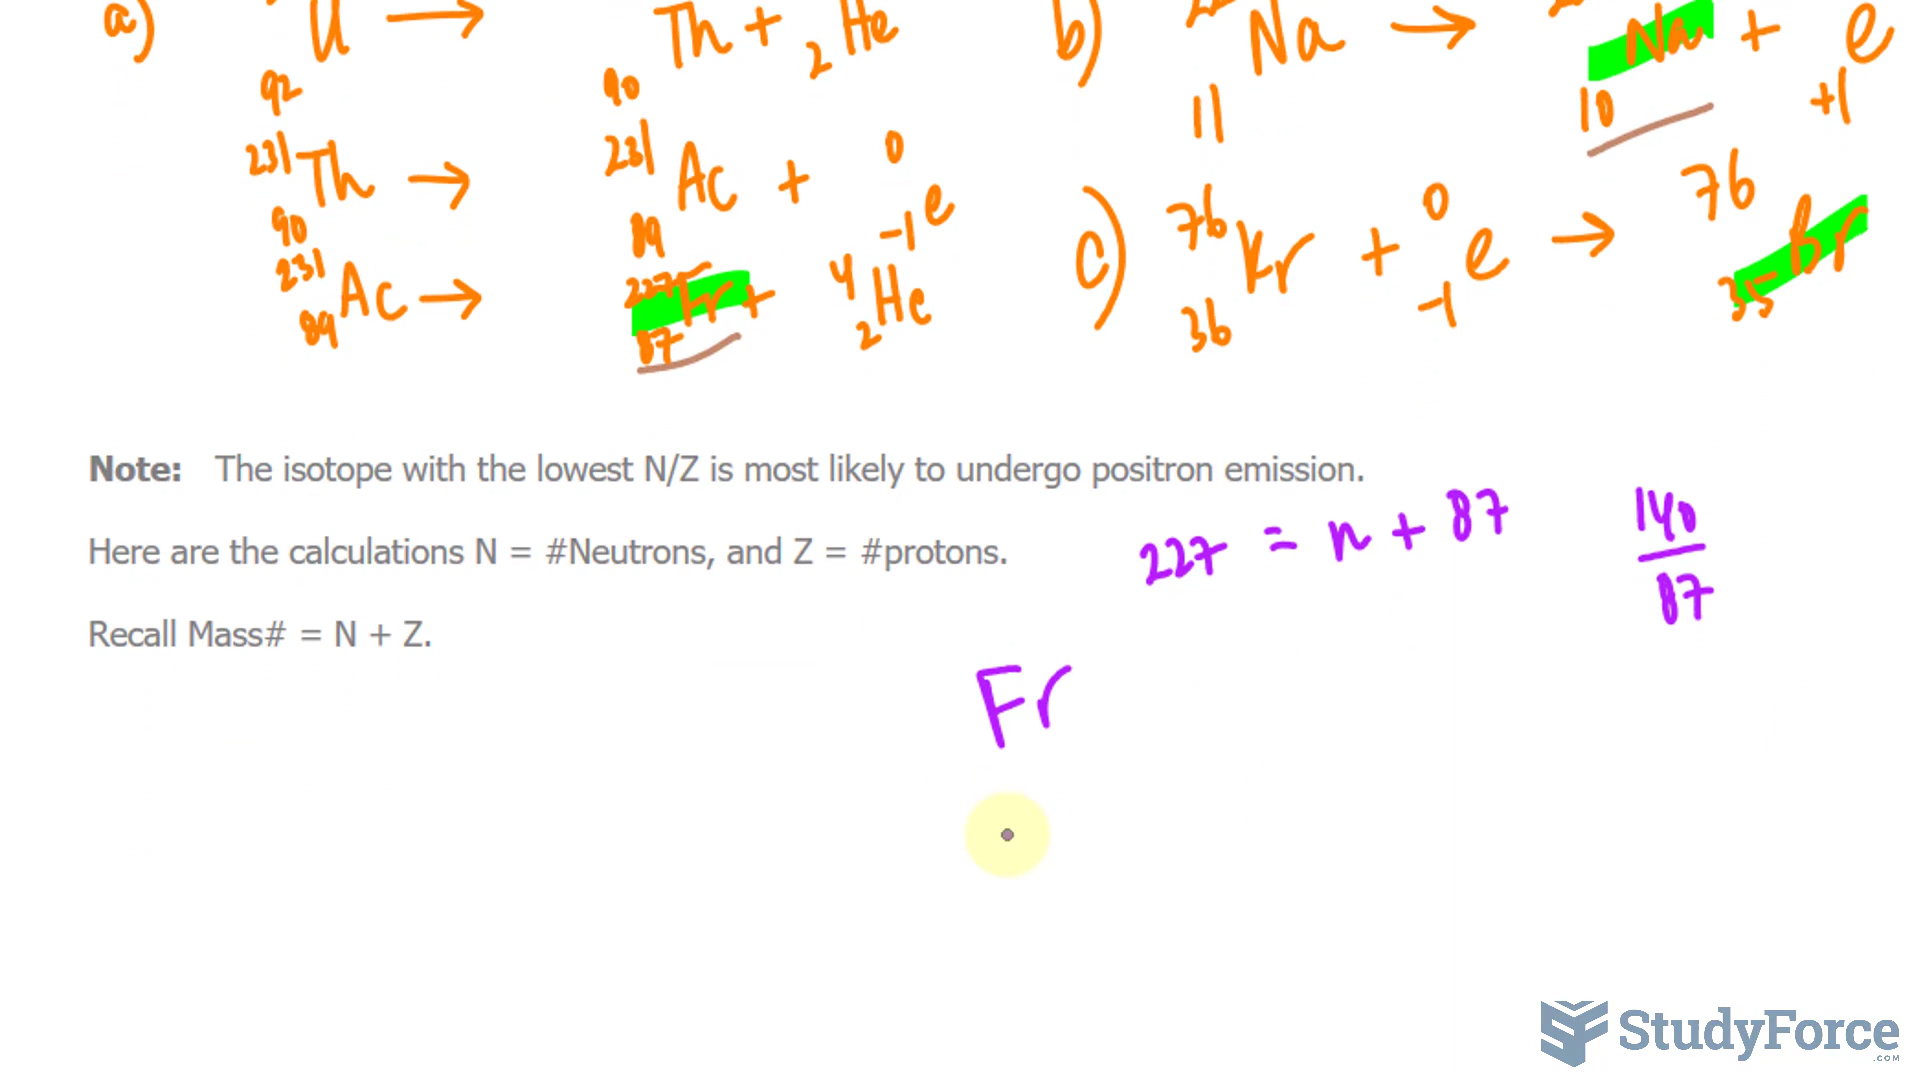 a) U → Th + 2 He
92 90
231 Th → 231 Ac + 0 e
90 89 -1
231 Ac → 227 Fr + 4 He
89 87 2
b) Na → Na + e
11 10 +1
c) 76 Kr + 0 e → 76 Br
36 -1 35
Note: The isotope with the lowest N/Z is most likely to undergo positron emission.
Here are the calculations N = #Neutrons, and Z = #protons.
227 = n + 87
140
87
Recall Mass# = N + Z.
Fr
StudyForce
.COM